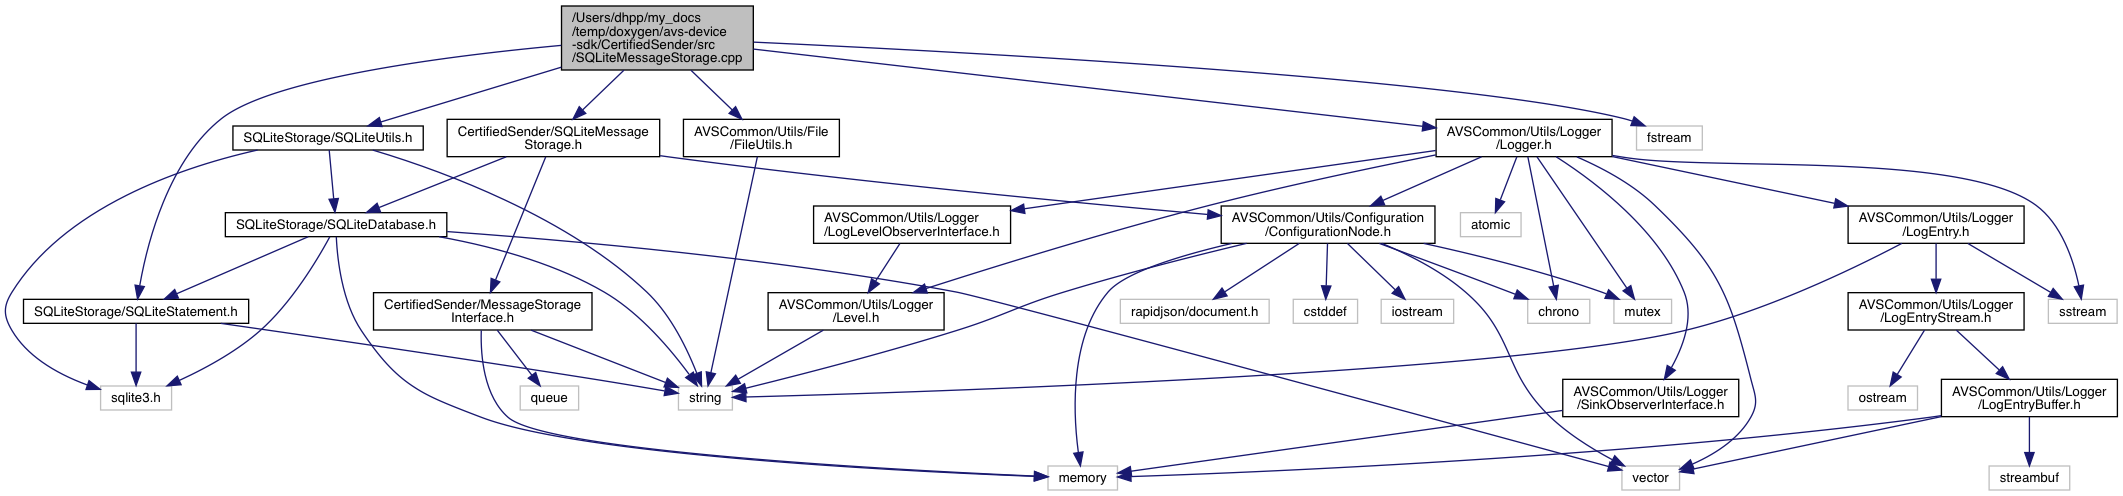 /Users/dhpp/my_docs
/temp/doxygen/avs-device
-sdk/CertifiedSender/src
/SQLiteMessageStorage.cpp
SQLiteStorage/SQLiteUtils.h
CertifiedSender/SQLiteMessage
Storage.h
AVSCommon/Utils/File
/FileUtils.h
AVSCommon/Utils/Logger
/Logger.h
fstream
SQLiteStorage/SQLiteDatabase.h
AVSCommon/Utils/Logger
/LogLevelObserverInterface.h
AVSCommon/Utils/Configuration
/ConfigurationNode.h
atomic
AVSCommon/Utils/Logger
/LogEntry.h
SQLiteStorage/SQLiteStatement.h
CertifiedSender/MessageStorage
Interface.h
AVSCommon/Utils/Logger
/Level.h
rapidjson/document.h
cstddef
iostream
chrono
mutex
AVSCommon/Utils/Logger
/LogEntryStream.h
sstream
sqlite3.h
queue
string
AVSCommon/Utils/Logger
/SinkObserverInterface.h
ostream
AVSCommon/Utils/Logger
/LogEntryBuffer.h
memory
vector
streambuf